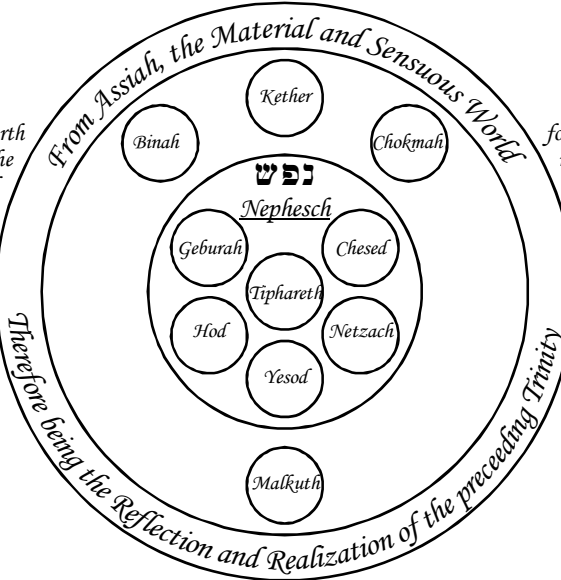 From Assiah, the Material and Sensuous World
Kether
Binah
Chokmah
נפש
Nephesch
Geburah
Chesed
Tiphareth
Hod
Netzach
Yesod
Malkuth
Therefore being the Reflection and Realization of the preceeding Trinity